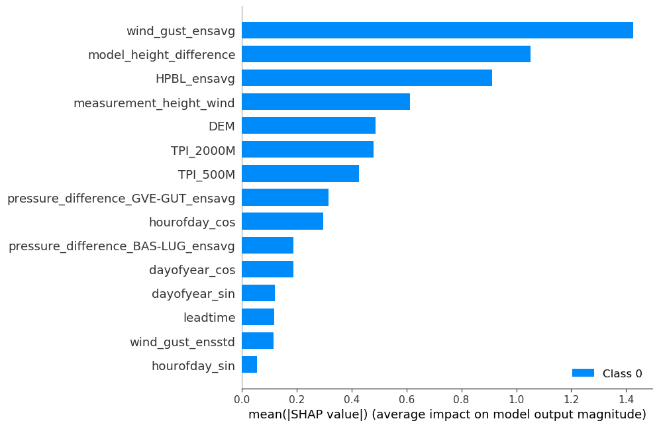 wind_gust_ensavg
model_height_difference
HPBL_ensavg
measurement_height_wind
DEM
TPI_2000M
TPI_500M
pressure_difference_GVE-GUT_ensavg
hourofday_cos
pressure_difference_BAS-LUG_ensavg
dayofyear_cos
dayofyear_sin
leadtime
wind_gust_ensstd
hourofday_sin
Class 0
0.0 0.2 0.4 0.6 0.8 1.0 1.2 1.4
mean(|SHAP value|) (average impact on model output magnitude)